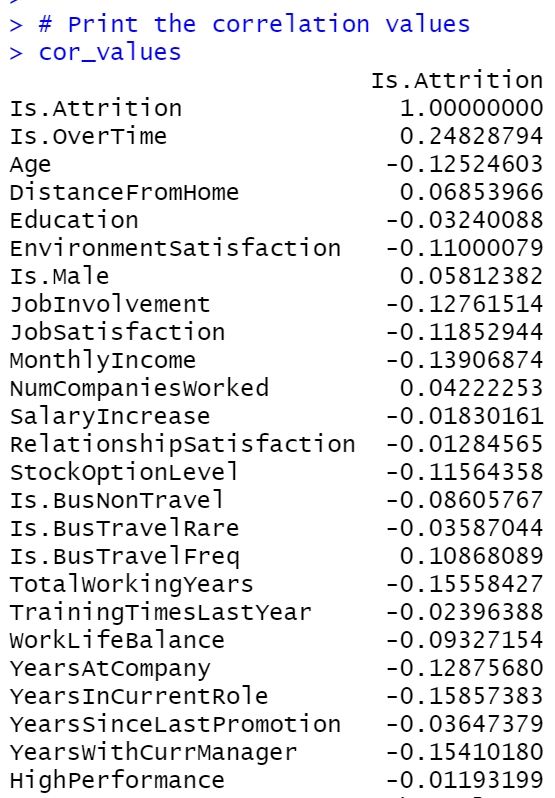 > # Print the correlation values
> cor_values
Is.Attrition
Is.Attrition 1.00000000
Is.OverTime 0.24828794
Age -0.12524603
DistanceFromHome 0.06853966
Education -0.03240088
EnvironmentSatisfaction -0.11000079
Is.Male 0.05812382
JobInvolvement -0.12761514
JobSatisfaction -0.11852944
MonthlyIncome -0.13906874
NumCompaniesWorked 0.04222253
SalaryIncrease -0.01830161
RelationshipSatisfaction -0.01284565
StockOptionLevel -0.11564358
Is.BusNonTravel -0.08605767
Is.BusTravelRare -0.03587044
Is.BusTravelFreq 0.10868089
TotalWorkingYears -0.15558427
TrainingTimesLastYear -0.02396388
WorkLifeBalance -0.09327154
YearsAtCompany -0.12875680
YearsInCurrentRole -0.15857383
YearsSinceLastPromotion -0.03647379
YearsWithCurrManager -0.15410180
HighPerformance -0.01193199